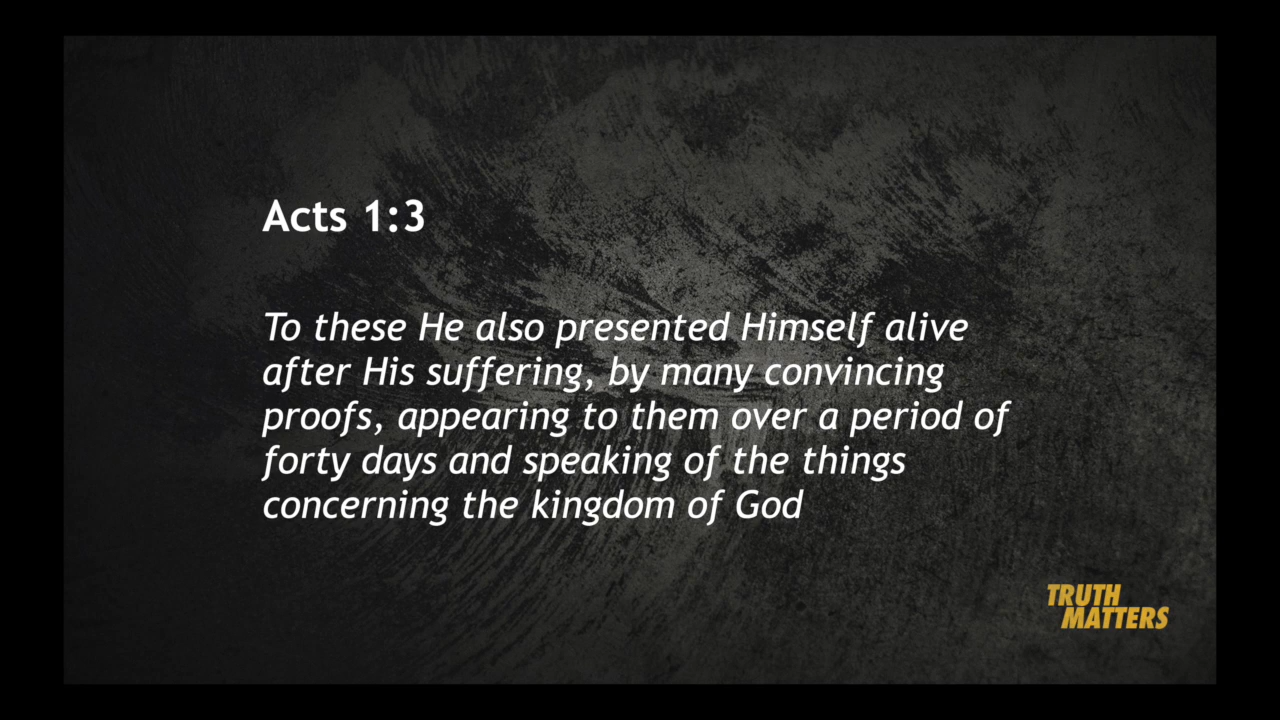 Acts 1:3
To these He also presented Himself alive
after His suffering, by many convincing
proofs, appearing to them over a period of
forty days and speaking of the things
concerning the kingdom of God
TRUTH
MATTERS